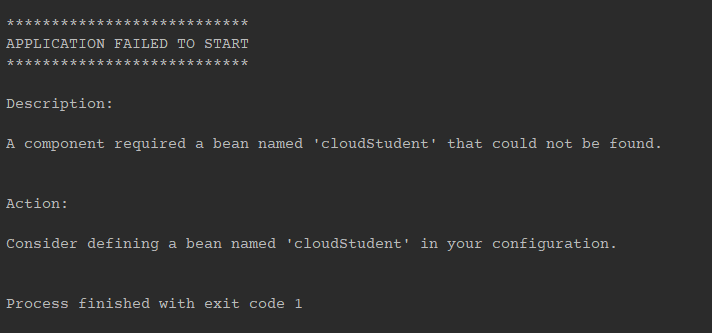 ***************************
APPLICATION FAILED TO START
***************************
Description:
A component required a bean named 'cloudStudent' that could not be found.
Action:
Consider defining a bean named 'cloudStudent' in your configuration.
Process finished with exit code 1